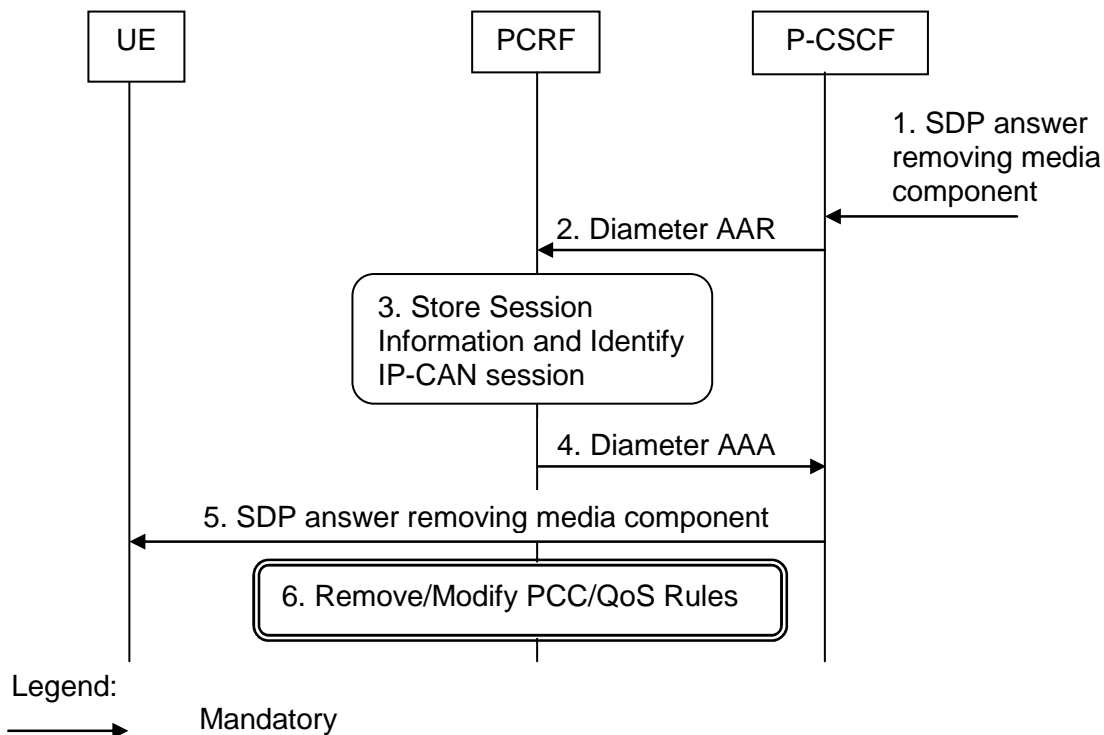 UE
PCRF
P-CSCF
1. SDP answer
removing media
component
2. Diameter AAR
3. Store Session
Information and Identify
IP-CAN session
4. Diameter AAA
5. SDP answer removing media component
6. Remove/Modify PCC/QoS Rules
Legend:
Mandatory